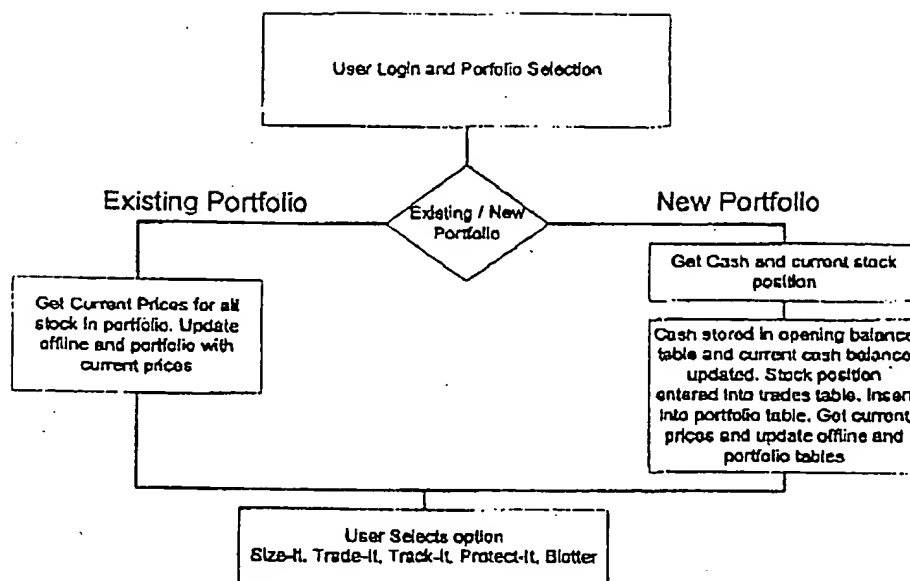 User Login and Porfolio Selection
Existing Portfolio
Existing / New
Portfolio
New Portfolio
Get Current Prices for all
stock in portfolio. Update
offline and portfolio with
current prices
Get Cash and current stock
position
Cash stored in opening balance
table and current cash balance
updated. Stock position
entered into trades table. Insert
into portfolio table. Get current
prices and update offline and
portfolio tables
User Selects option
Size-it, Trade-it, Track-it, Protect-it, Blotter